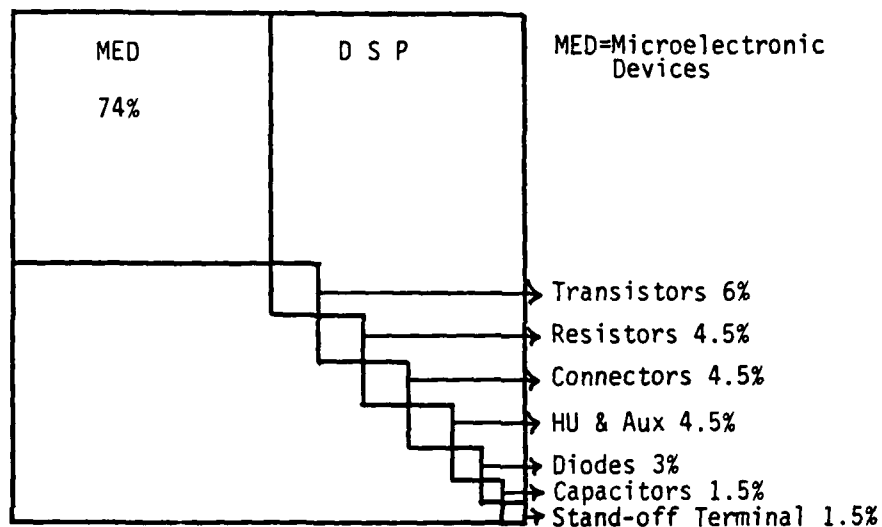 MED
74%
D S P
MED=Microelectronic
Devices
Transistors 6%
Resistors 4.5%
Connectors 4.5%
HU & Aux 4.5%
Diodes 3%
Capacitors 1.5%
Stand-off Terminal 1.5%